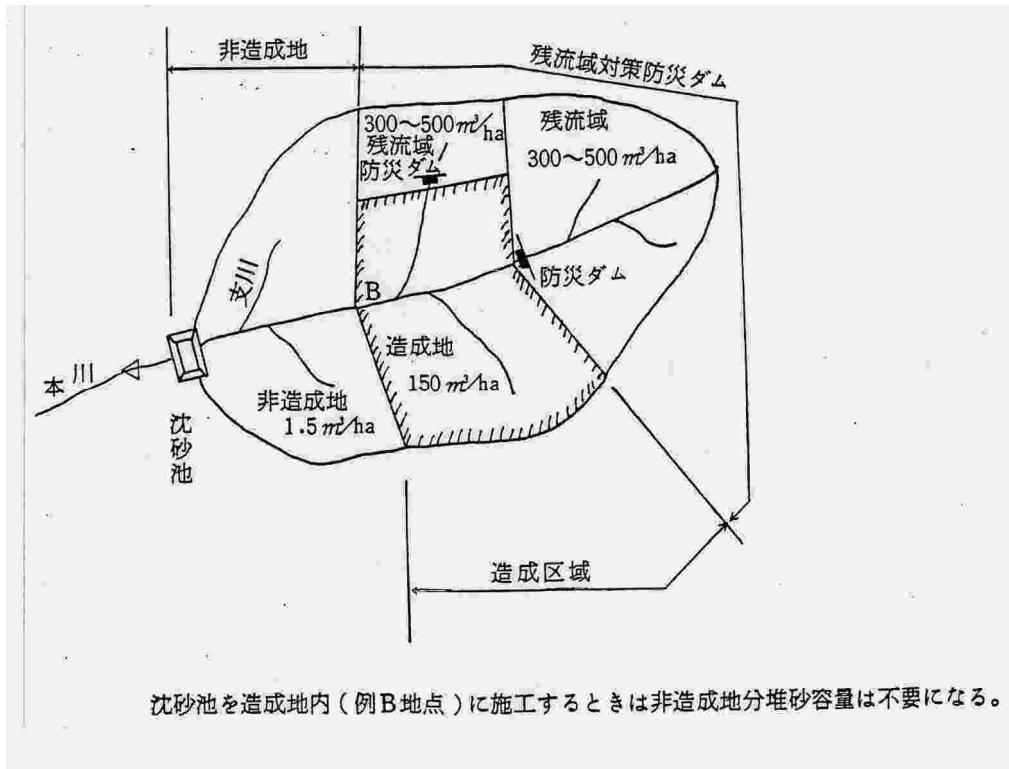 非造成地
残流域対策防災ダム
300～500㎥/ha
残流域
防災ダム
残流域
300～500㎥/ha
支川
B
防災ダム
造成地
150㎥/ha
本川
非造成地
1.5㎥/ha
沈砂池
造成区域
沈砂池を造成地内（例B地点）に施工するときは非造成地分堆砂容量は不要になる。